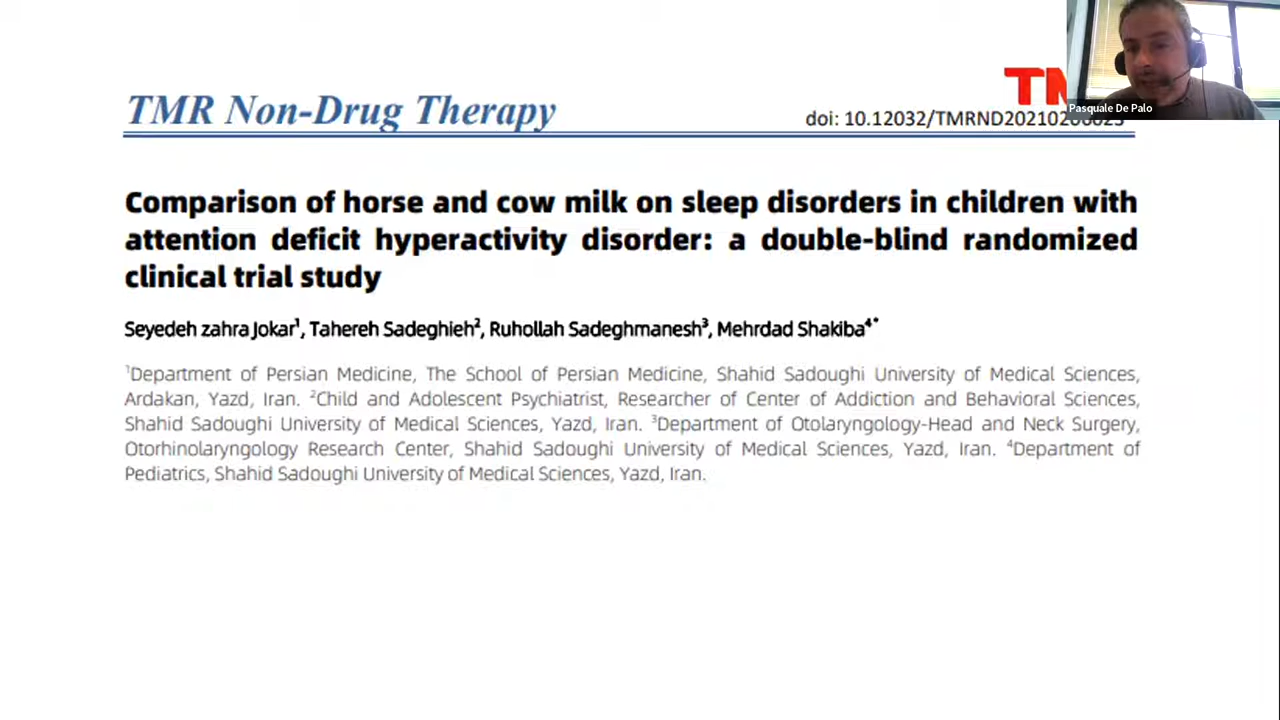 TMR Non-Drug Therapy
Pasquale De Palo
Comparison of horse and cow milk on sleep disorders in children with
attention deficit hyperactivity disorder: a double-blind randomized
clinical trial study
Seyedeh zahra Jokar1, Tahereh Sadeghieh2, Ruhollah Sadeghmanesh3, Mehrdad Shakiba4*
1Department of Persian Medicine, The School of Persian Medicine, Shahid Sadoughi University of Medical Sciences,
Ardakan, Yazd, Iran. 2Child and Adolescent Psychiatrist, Researcher of Center of Addiction and Behavioral Sciences,
Shahid Sadoughi University of Medical Sciences, Yazd, Iran. 3Department of Otolaryngology-Head and Neck Surgery,
Otorhinolaryngology Research Center, Shahid Sadoughi University of Medical Sciences, Yazd, Iran. 4Department of
Pediatrics, Shahid Sadoughi University of Medical Sciences, Yazd, Iran.